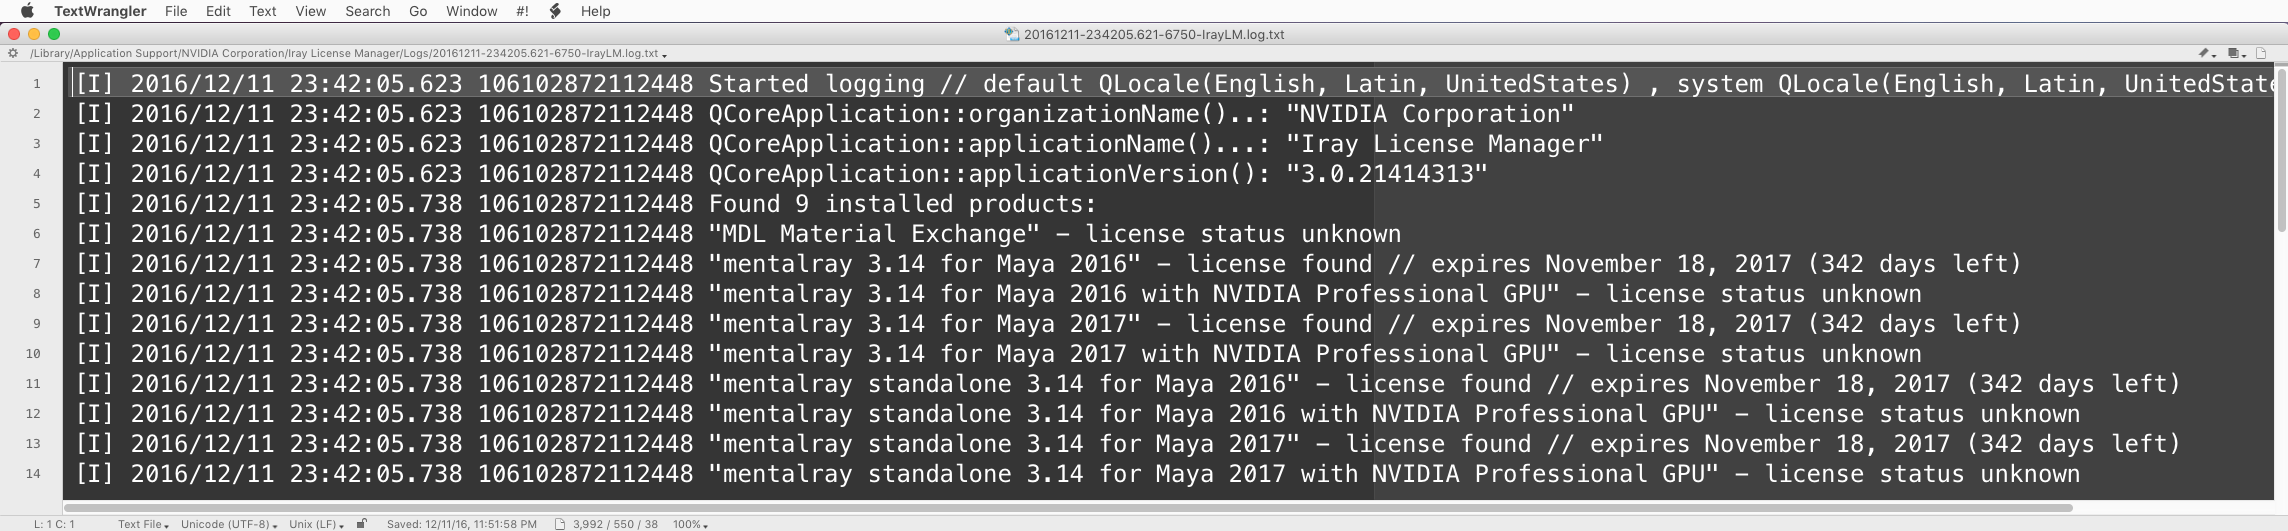 TextWrangler File Edit Text View Search Go Window #! Help
20161211-234205.621-6750-IrayLM.log.txt
/Library/Application Support/NVIDIA Corporation/Iray License Manager/Logs/20161211-234205.621-6750-IrayLM.log.txt
1 [I] 2016/12/11 23:42:05.623 106102872112448 Started logging // default QLocale(English, Latin, UnitedStates) , system QLocale(English, Latin, UnitedState
2 [I] 2016/12/11 23:42:05.623 106102872112448 QCoreApplication::organizationName()..: "NVIDIA Corporation"
3 [I] 2016/12/11 23:42:05.623 106102872112448 QCoreApplication::applicationName()...: "Iray License Manager"
4 [I] 2016/12/11 23:42:05.623 106102872112448 QCoreApplication::applicationVersion(): "3.0.21414313"
5 [I] 2016/12/11 23:42:05.738 106102872112448 Found 9 installed products:
6 [I] 2016/12/11 23:42:05.738 106102872112448 "MDL Material Exchange" – license status unknown
7 [I] 2016/12/11 23:42:05.738 106102872112448 "mentalray 3.14 for Maya 2016" – license found // expires November 18, 2017 (342 days left)
8 [I] 2016/12/11 23:42:05.738 106102872112448 "mentalray 3.14 for Maya 2016 with NVIDIA Professional GPU" – license status unknown
9 [I] 2016/12/11 23:42:05.738 106102872112448 "mentalray 3.14 for Maya 2017" – license found // expires November 18, 2017 (342 days left)
10 [I] 2016/12/11 23:42:05.738 106102872112448 "mentalray 3.14 for Maya 2017 with NVIDIA Professional GPU" – license status unknown
11 [I] 2016/12/11 23:42:05.738 106102872112448 "mentalray standalone 3.14 for Maya 2016" – license found // expires November 18, 2017 (342 days left)
12 [I] 2016/12/11 23:42:05.738 106102872112448 "mentalray standalone 3.14 for Maya 2016 with NVIDIA Professional GPU" – license status unknown
13 [I] 2016/12/11 23:42:05.738 106102872112448 "mentalray standalone 3.14 for Maya 2017" – license found // expires November 18, 2017 (342 days left)
14 [I] 2016/12/11 23:42:05.738 106102872112448 "mentalray standalone 3.14 for Maya 2017 with NVIDIA Professional GPU" – license status unknown
L: 1 C: 1 Text File Unicode (UTF-8) Unix (LF) Saved: 12/11/16, 11:51:58 PM 3,992 / 550 / 38 100%